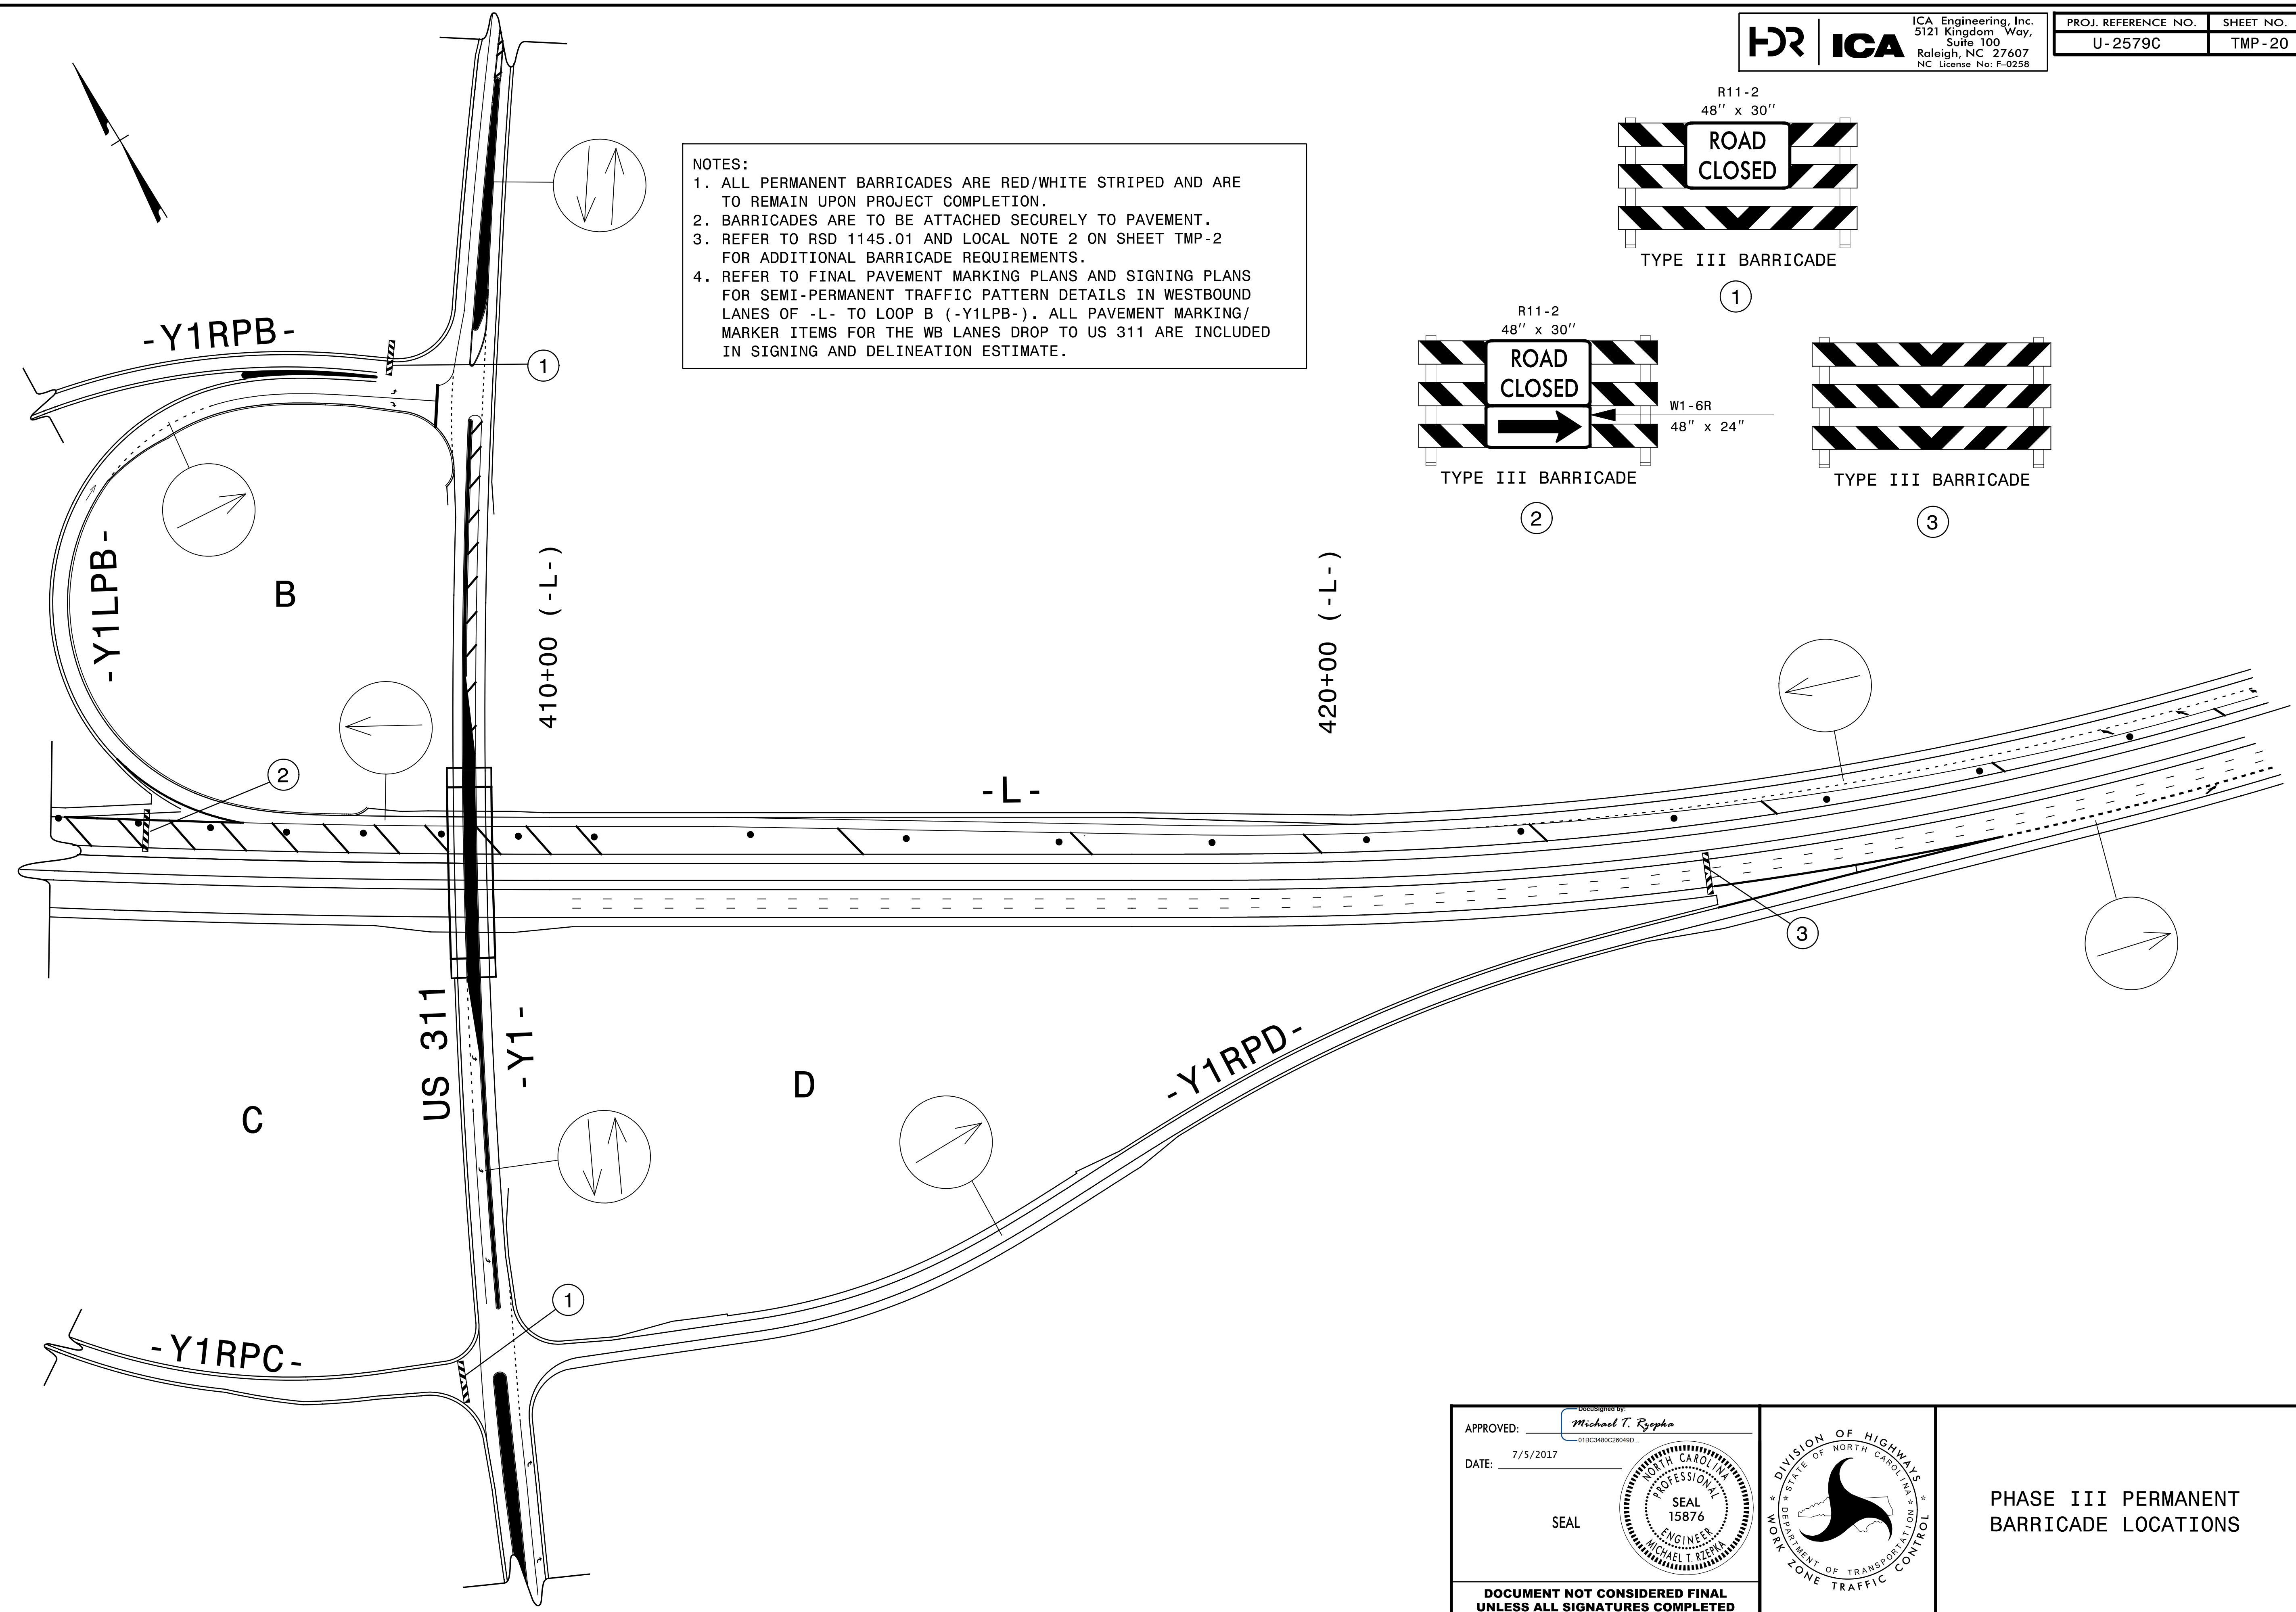 HDR
ICA
ICA Engineering, Inc.
5121 Kingdom Way,
Suite 100
Raleigh, NC 27607
NC License No: F-0258
PROJ. REFERENCE NO.
SHEET NO.
U-2579C
TMP-20
R11-2
48'' x 30''
ROAD
CLOSED
TYPE III BARRICADE
1
R11-2
48'' x 30''
ROAD
CLOSED
W1-6R
48'' x 24''
TYPE III BARRICADE
2
TYPE III BARRICADE
3
NOTES:
1. ALL PERMANENT BARRICADES ARE RED/WHITE STRIPED AND ARE
TO REMAIN UPON PROJECT COMPLETION.
2. BARRICADES ARE TO BE ATTACHED SECURELY TO PAVEMENT.
3. REFER TO RSD 1145.01 AND LOCAL NOTE 2 ON SHEET TMP-2
FOR ADDITIONAL BARRICADE REQUIREMENTS.
4. REFER TO FINAL PAVEMENT MARKING PLANS AND SIGNING PLANS
FOR SEMI-PERMANENT TRAFFIC PATTERN DETAILS IN WESTBOUND
LANES OF -L- TO LOOP B (-Y1LPB-). ALL PAVEMENT MARKING/
MARKER ITEMS FOR THE WB LANES DROP TO US 311 ARE INCLUDED
IN SIGNING AND DELINEATION ESTIMATE.
-Y1RPB-
1
-Y1LPB-
B
410+00 (-L-)
420+00 (-L-)
2
-L-
3
US 311
-Y1-
C
D
-Y1RPD-
1
-Y1RPC-
APPROVED:
DocuSigned by:
Michael T. Rzepka
01BC3480C26049D...
DATE: 7/5/2017
SEAL
NORTH CAROLINA
PROFESSIONAL
SEAL
15876
ENGINEER
MICHAEL T. RZEPKA
DOCUMENT NOT CONSIDERED FINAL
UNLESS ALL SIGNATURES COMPLETED
DIVISION OF HIGHWAYS
STATE OF NORTH CAROLINA
DEPARTMENT OF TRANSPORTATION
WORK ZONE TRAFFIC CONTROL
PHASE III PERMANENT
BARRICADE LOCATIONS